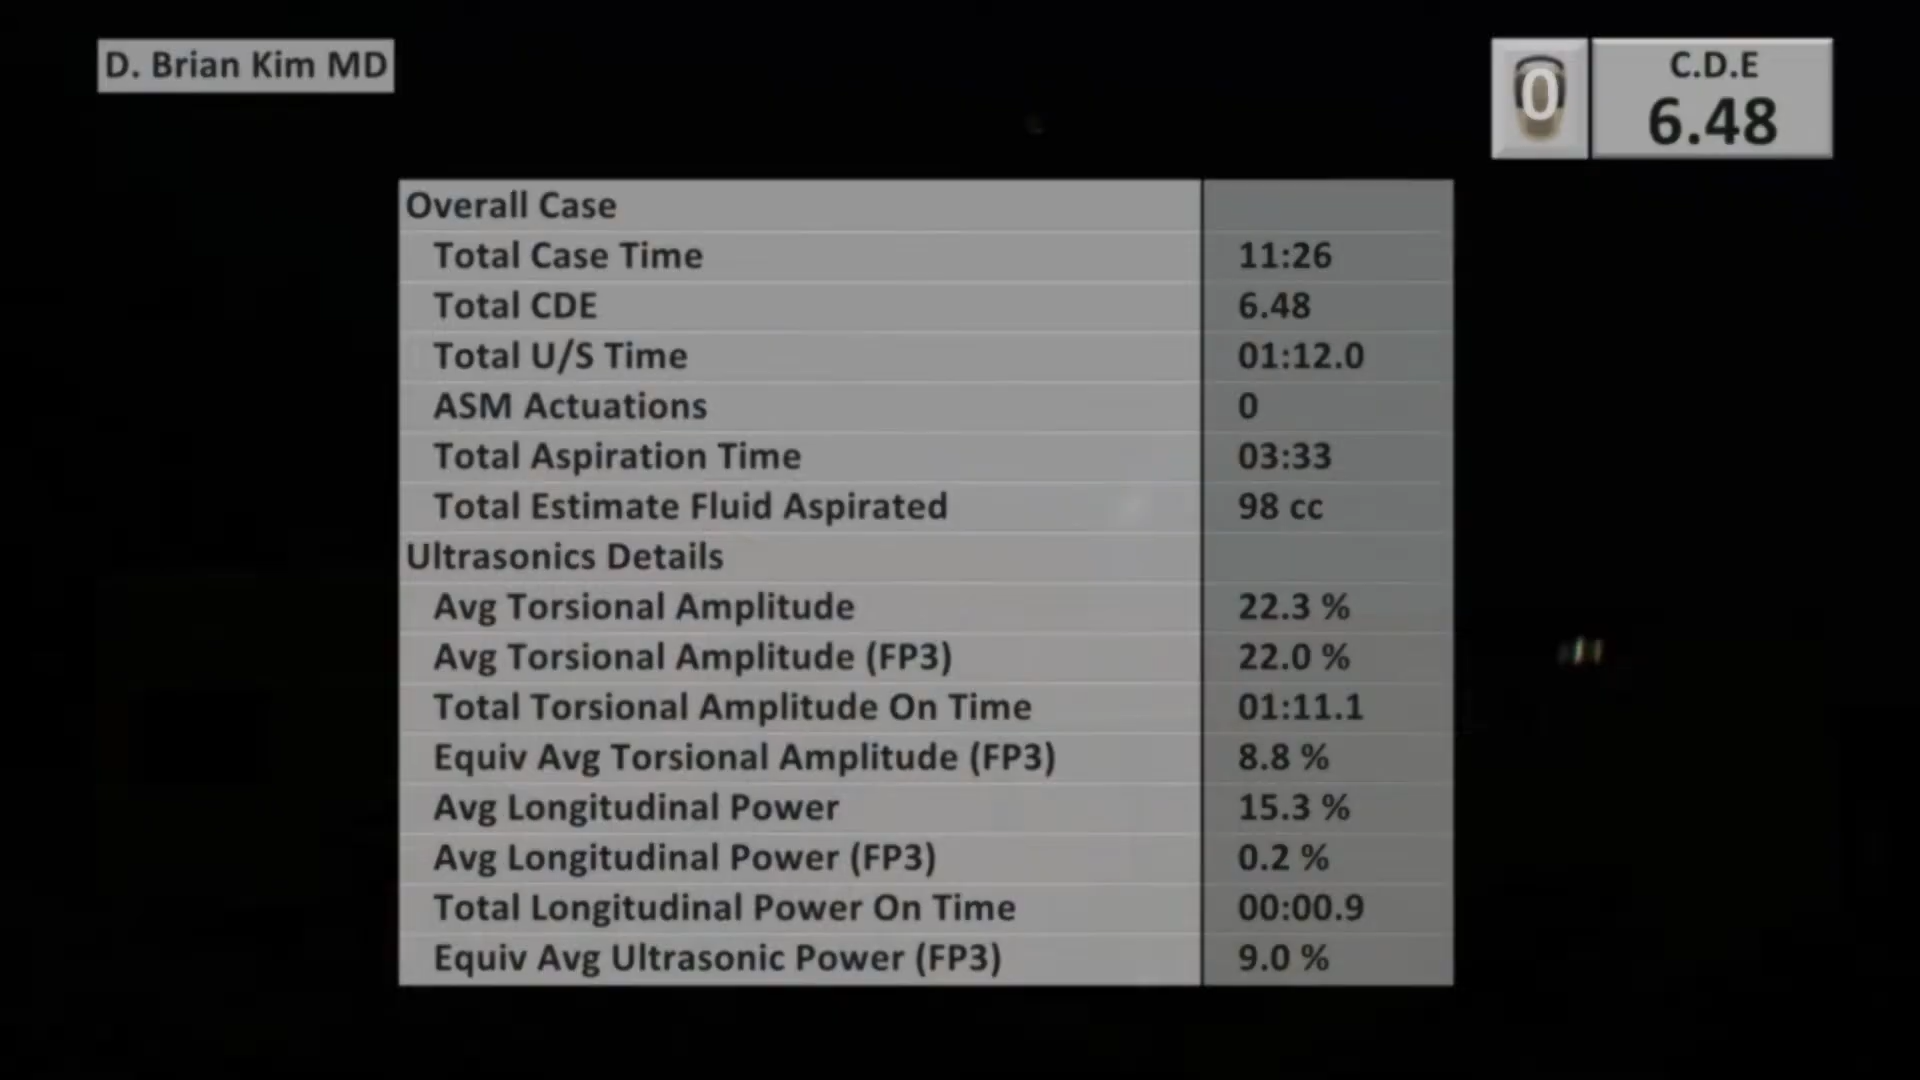 D. Brian Kim MD
0
C.D.E
6.48
Overall Case
Total Case Time 11:26
Total CDE 6.48
Total U/S Time 01:12.0
ASM Actuations 0
Total Aspiration Time 03:33
Total Estimate Fluid Aspirated 98 cc
Ultrasonics Details
Avg Torsional Amplitude 22.3 %
Avg Torsional Amplitude (FP3) 22.0 %
Total Torsional Amplitude On Time 01:11.1
Equiv Avg Torsional Amplitude (FP3) 8.8 %
Avg Longitudinal Power 15.3 %
Avg Longitudinal Power (FP3) 0.2 %
Total Longitudinal Power On Time 00:00.9
Equiv Avg Ultrasonic Power (FP3) 9.0 %